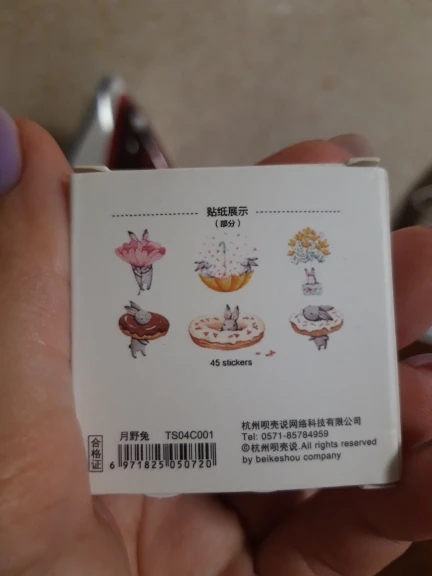 贴纸展示
（部分）
45 stickers
合格证
月野兔 TS04C001
6 971825 050720
杭州呗壳说网络科技有限公司
Tel: 0571-85784959
©杭州呗壳说.All rights reserved
by beikeshou company